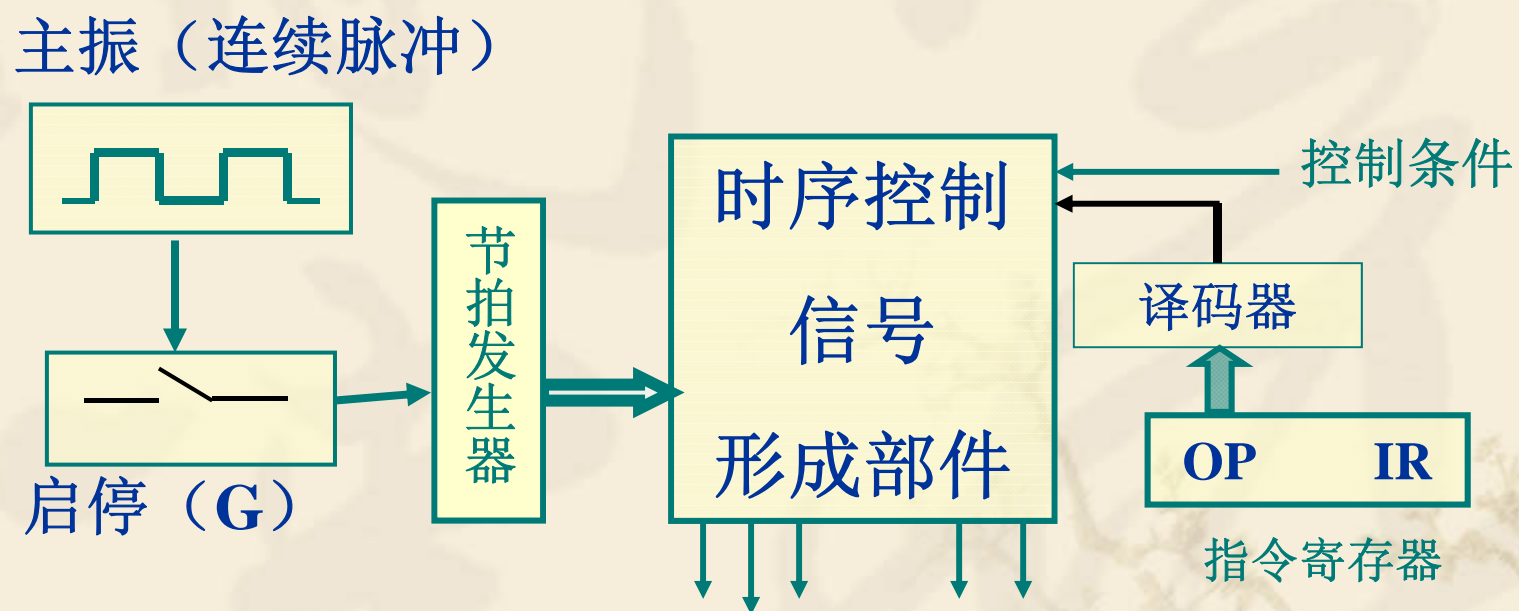 主振（连续脉冲）
启停（G）
节拍发生器
时序控制
信号
形成部件
控制条件
译码器
OP IR
指令寄存器